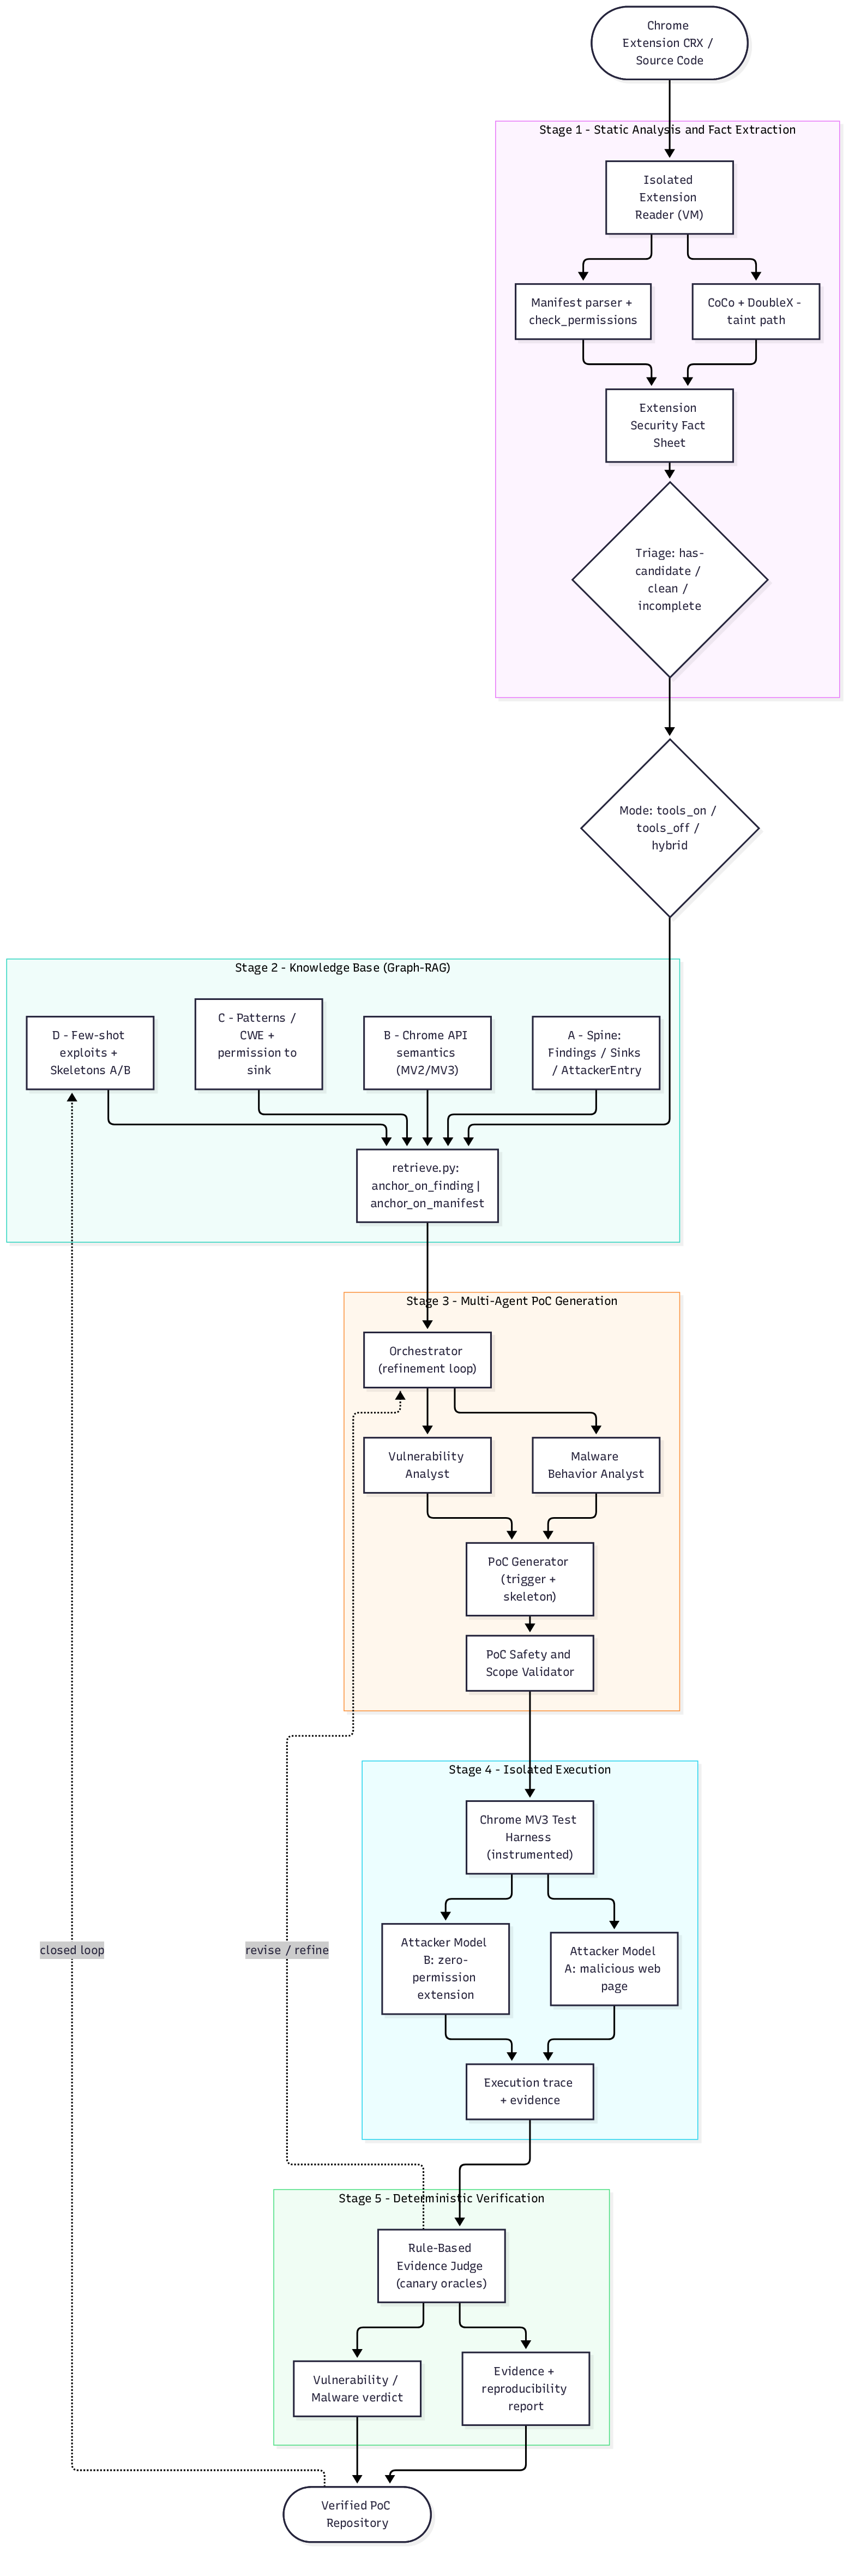 Chrome
Extension CRX /
Source Code
Stage 1 - Static Analysis and Fact Extraction
Isolated
Extension
Reader (VM)
Manifest parser +
check_permissions
CoCo + DoubleX -
taint path
Extension
Security Fact
Sheet
Triage: has-
candidate /
clean /
incomplete
Mode: tools_on /
tools_off /
hybrid
Stage 2 - Knowledge Base (Graph-RAG)
D - Few-shot
exploits +
Skeletons A/B
C - Patterns /
CWE +
permission to
sink
B - Chrome API
semantics
(MV2/MV3)
A - Spine:
Findings / Sinks
/ AttackerEntry
retrieve.py:
anchor_on_finding |
anchor_on_manifest
Stage 3 - Multi-Agent PoC Generation
Orchestrator
(refinement loop)
Vulnerability
Analyst
Malware
Behavior Analyst
PoC Generator
(trigger +
skeleton)
PoC Safety and
Scope Validator
Stage 4 - Isolated Execution
Chrome MV3 Test
Harness
(instrumented)
Attacker Model
B: zero-
permission
extension
Attacker Model
A: malicious web
page
closed loop
revise / refine
Execution trace
+ evidence
Stage 5 - Deterministic Verification
Rule-Based
Evidence Judge
(canary oracles)
Vulnerability /
Malware verdict
Evidence +
reproducibility
report
Verified PoC
Repository